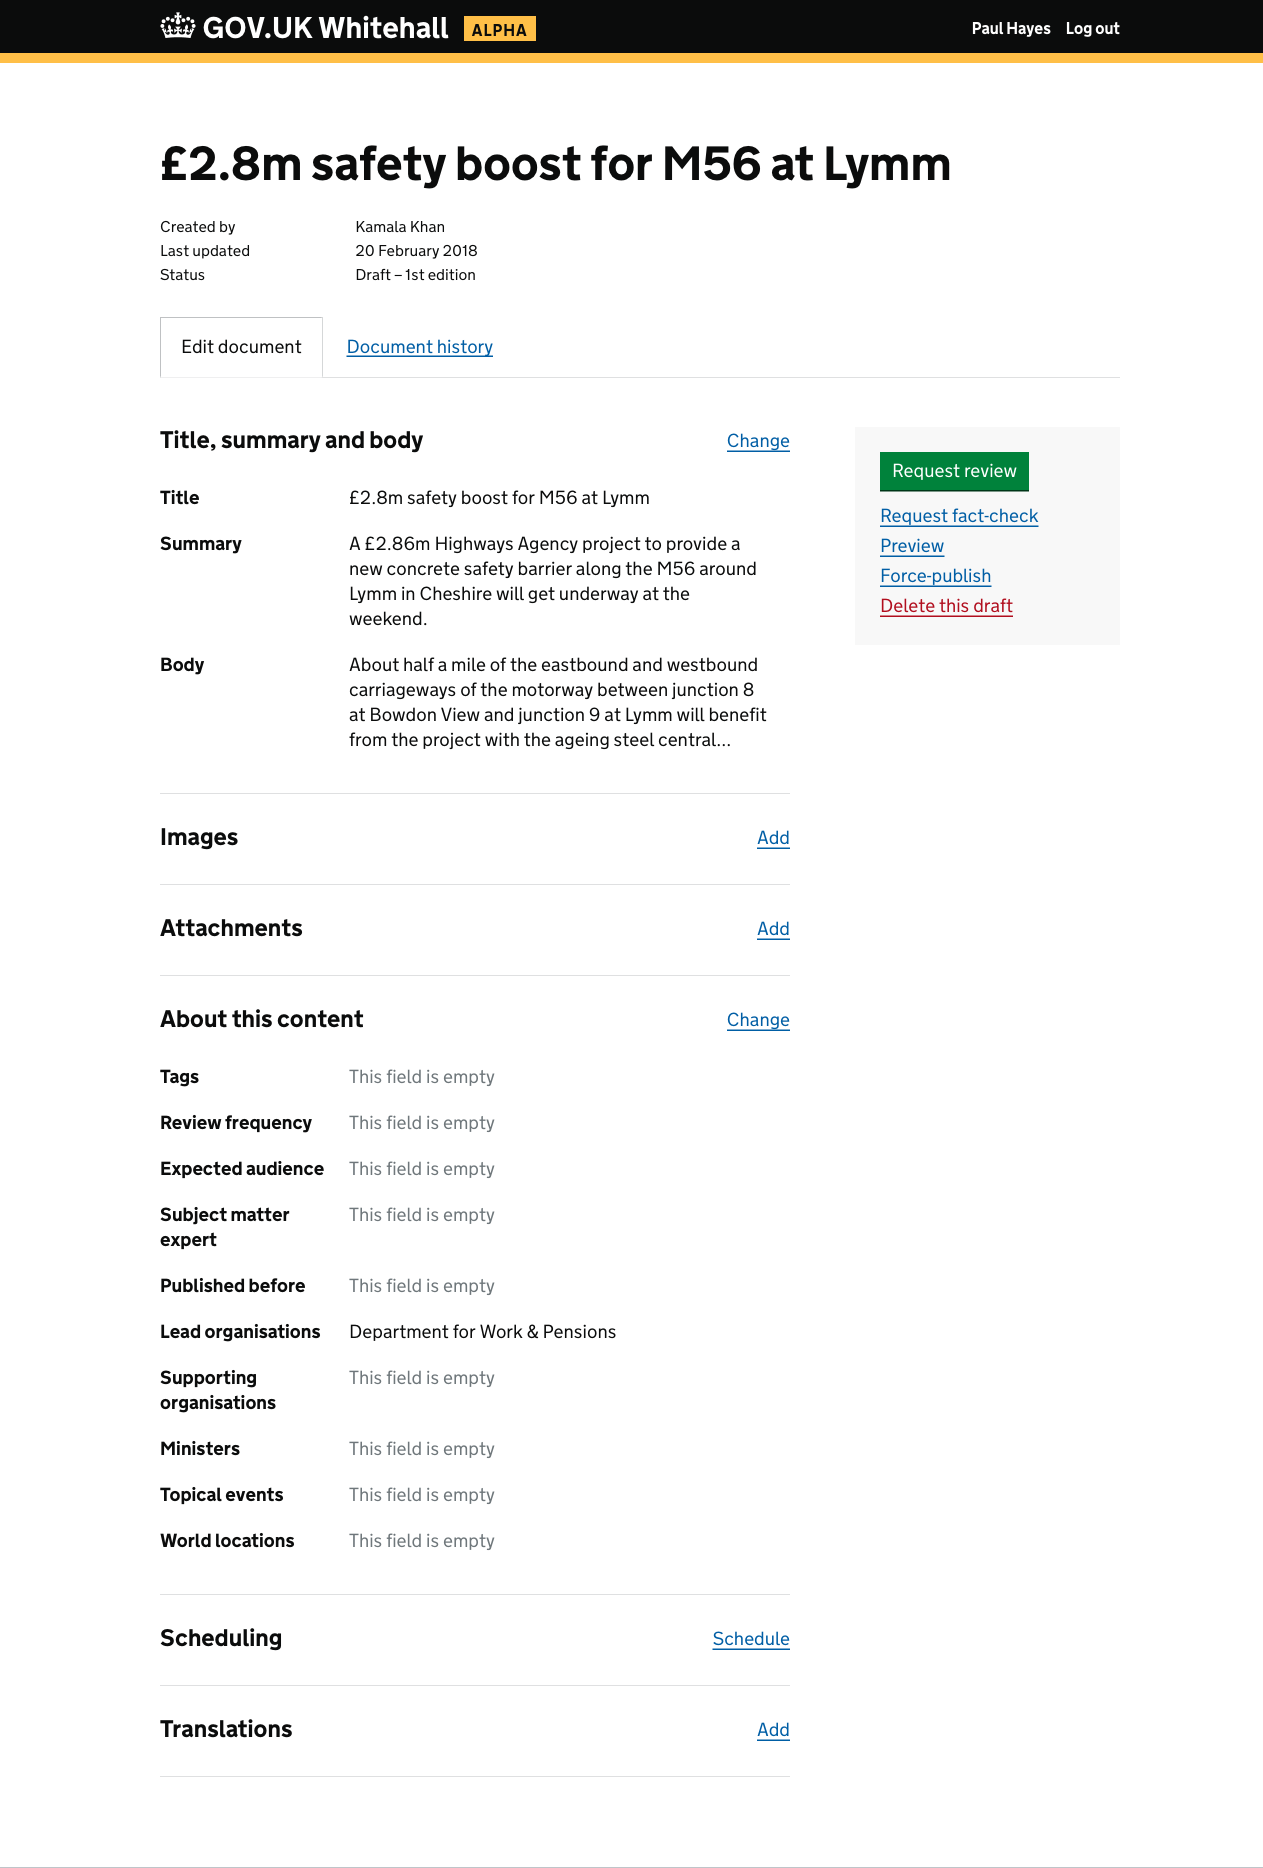 GOV.UK Whitehall ALPHA Paul Hayes Log out
£2.8m safety boost for M56 at Lymm
Created by Kamala Khan
Last updated 20 February 2018
Status Draft – 1st edition
Edit document Document history
Title, summary and body Change
Title £2.8m safety boost for M56 at Lymm
Summary A £2.86m Highways Agency project to provide a
new concrete safety barrier along the M56 around
Lymm in Cheshire will get underway at the
weekend.
Body About half a mile of the eastbound and westbound
carriageways of the motorway between junction 8
at Bowdon View and junction 9 at Lymm will benefit
from the project with the ageing steel central...
Request review
Request fact-check
Preview
Force-publish
Delete this draft
Images Add
Attachments Add
About this content Change
Tags This field is empty
Review frequency This field is empty
Expected audience This field is empty
Subject matter This field is empty
expert
Published before This field is empty
Lead organisations Department for Work & Pensions
Supporting This field is empty
organisations
Ministers This field is empty
Topical events This field is empty
World locations This field is empty
Scheduling Schedule
Translations Add